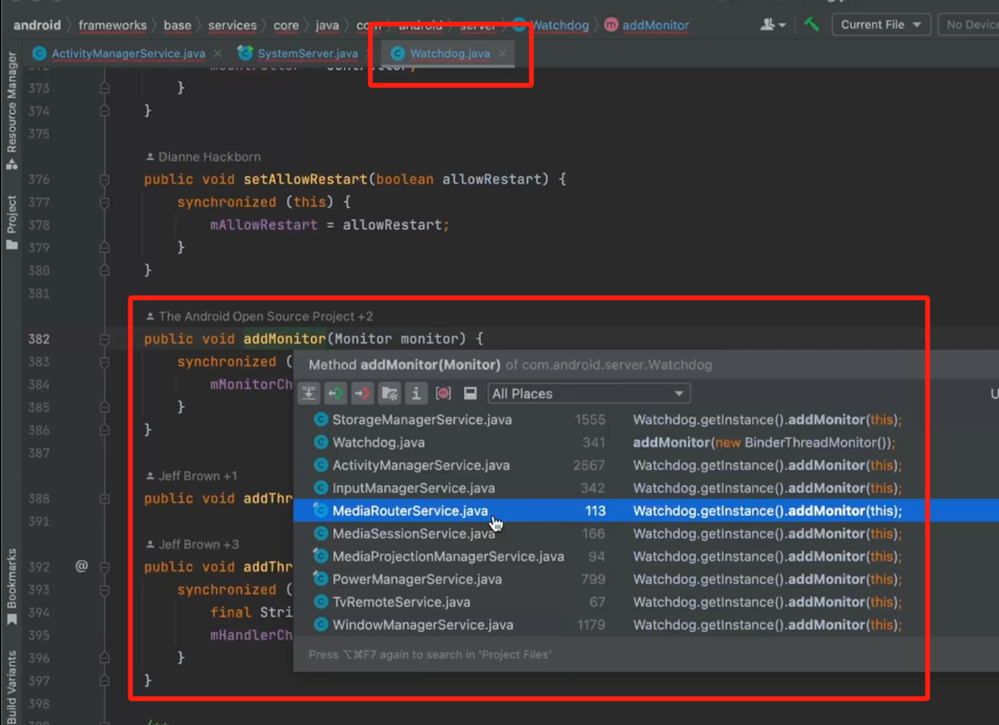 android frameworks base services core java com android server Watchdog addMonitor Current File No Device
ActivityManagerService.java SystemServer.java Watchdog.java
Resource Manager
Project
Bookmarks
Build Variants
373 }
374 }
375
Dianne Hackborn
376 public void setAllowRestart(boolean allowRestart) {
377 synchronized (this) {
378 mAllowRestart = allowRestart;
379 }
380 }
381
The Android Open Source Project +2
382 public void addMonitor(Monitor monitor) {
383 synchronized (
384 mMonitorCh
385 }
386 }
387
Jeff Brown +1
388 public void addThr
391
Jeff Brown +3
392 @ public void addThr
393 synchronized (
394 final Stri
395 mHandlerCh
396 }
397 }
398
Method addMonitor(Monitor) of com.android.server.Watchdog
All Places
StorageManagerService.java 1555 Watchdog.getInstance().addMonitor(this);
Watchdog.java 341 addMonitor(new BinderThreadMonitor());
ActivityManagerService.java 2567 Watchdog.getInstance().addMonitor(this);
InputManagerService.java 342 Watchdog.getInstance().addMonitor(this);
MediaRouterService.java 113 Watchdog.getInstance().addMonitor(this);
MediaSessionService.java 166 Watchdog.getInstance().addMonitor(this);
MediaProjectionManagerService.java 94 Watchdog.getInstance().addMonitor(this);
PowerManagerService.java 799 Watchdog.getInstance().addMonitor(this);
TvRemoteService.java 67 Watchdog.getInstance().addMonitor(this);
WindowManagerService.java 1179 Watchdog.getInstance().addMonitor(this);
Press ⌥⌘F7 again to search in 'Project Files'